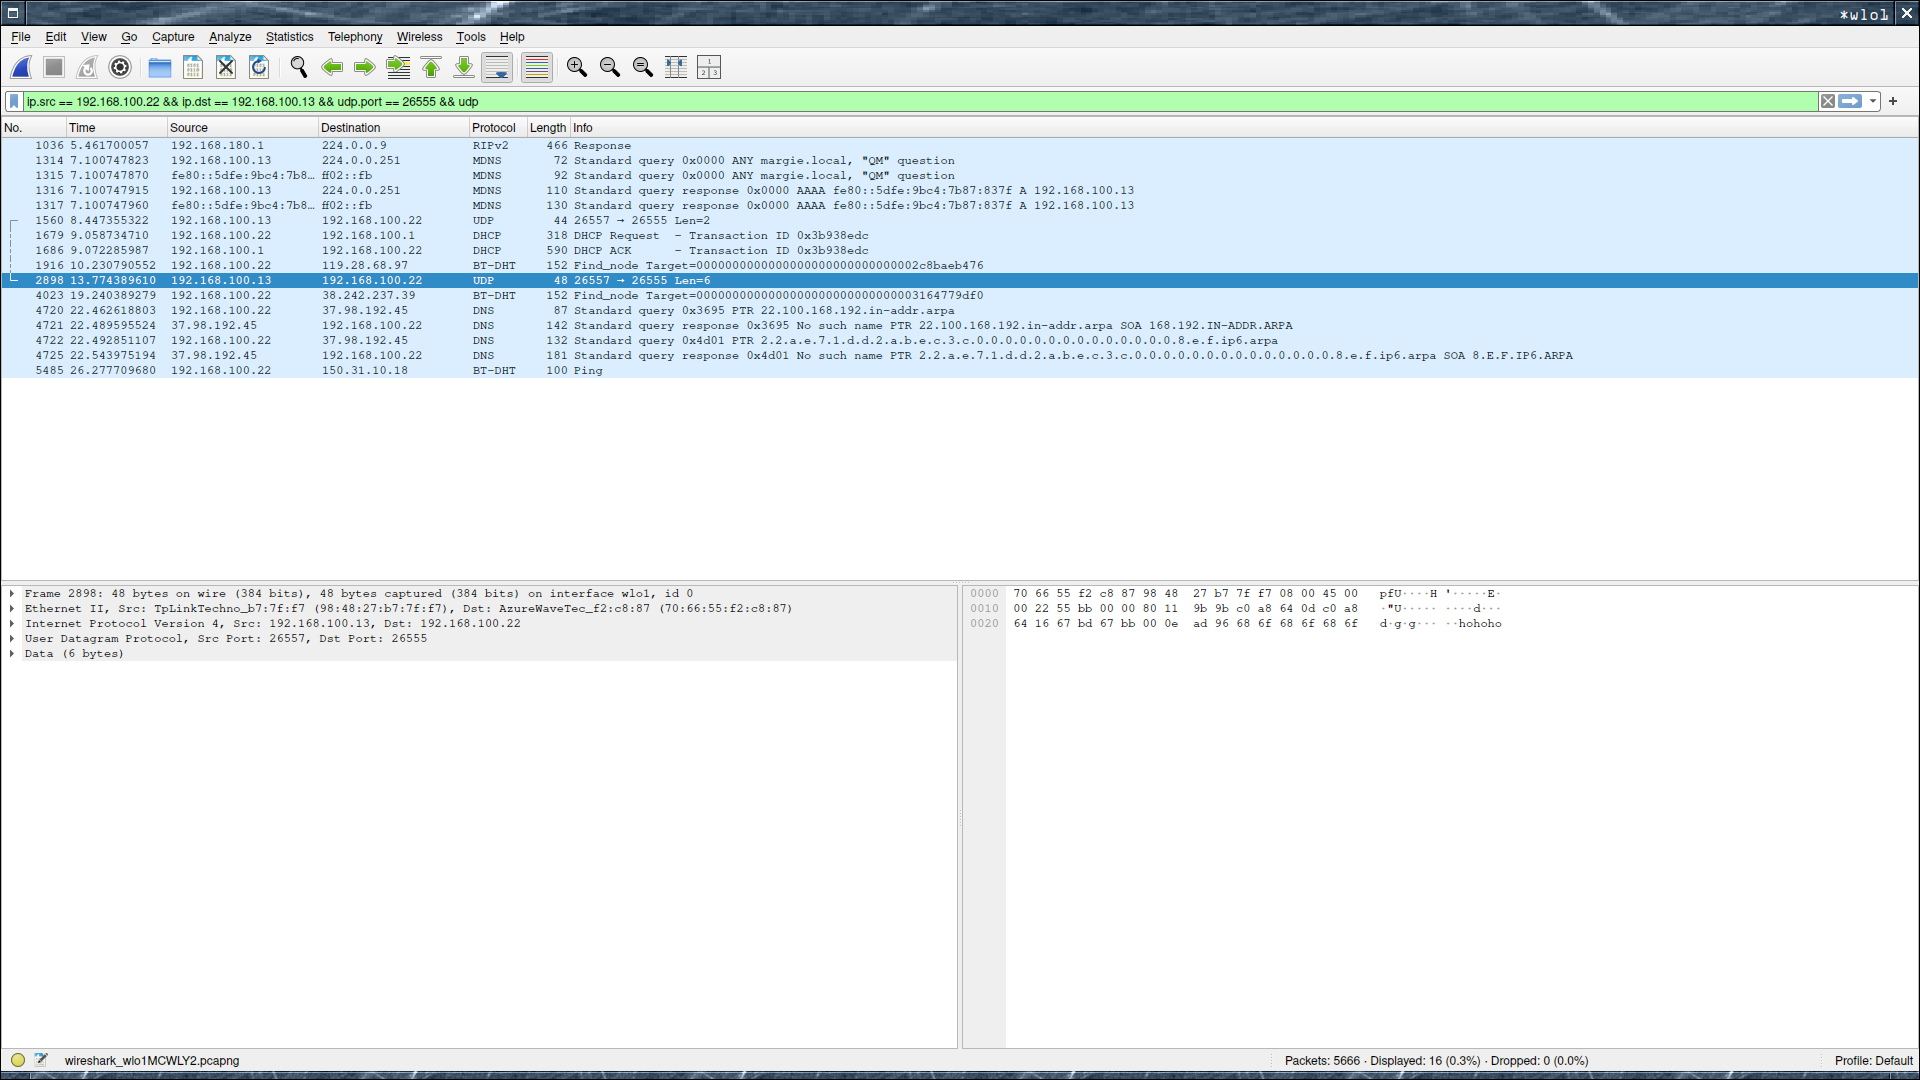 *wlo1
File Edit View Go Capture Analyze Statistics Telephony Wireless Tools Help
ip.src == 192.168.100.22 && ip.dst == 192.168.100.13 && udp.port == 26555 && udp
No. Time Source Destination Protocol Length Info
1036 5.461700057 192.168.180.1 224.0.0.9 RIPv2 466 Response
1314 7.100747823 192.168.100.13 224.0.0.251 MDNS 72 Standard query 0x0000 ANY margie.local, "QM" question
1315 7.100747870 fe80::5dfe:9bc4:7b8… ff02::fb MDNS 92 Standard query 0x0000 ANY margie.local, "QM" question
1316 7.100747915 192.168.100.13 224.0.0.251 MDNS 110 Standard query response 0x0000 AAAA fe80::5dfe:9bc4:7b87:837f A 192.168.100.13
1317 7.100747960 fe80::5dfe:9bc4:7b8… ff02::fb MDNS 130 Standard query response 0x0000 AAAA fe80::5dfe:9bc4:7b87:837f A 192.168.100.13
1560 8.447355322 192.168.100.13 192.168.100.22 UDP 44 26557 → 26555 Len=2
1679 9.058734710 192.168.100.22 192.168.100.1 DHCP 318 DHCP Request - Transaction ID 0x3b938edc
1686 9.072285987 192.168.100.1 192.168.100.22 DHCP 590 DHCP ACK - Transaction ID 0x3b938edc
1916 10.230790552 192.168.100.22 119.28.68.97 BT-DHT 152 Find_node Target=000000000000000000000000000000002c8baeb476
2898 13.774389610 192.168.100.13 192.168.100.22 UDP 48 26557 → 26555 Len=6
4023 19.240389279 192.168.100.22 38.242.237.39 BT-DHT 152 Find_node Target=000000000000000000000000000000003164779df0
4720 22.462618803 192.168.100.22 37.98.192.45 DNS 87 Standard query 0x3695 PTR 22.100.168.192.in-addr.arpa
4721 22.489595524 37.98.192.45 192.168.100.22 DNS 142 Standard query response 0x3695 No such name PTR 22.100.168.192.in-addr.arpa SOA 168.192.IN-ADDR.ARPA
4722 22.492851107 192.168.100.22 37.98.192.45 DNS 132 Standard query 0x4d01 PTR 2.2.a.e.7.1.d.d.2.a.b.e.c.3.c.0.0.0.0.0.0.0.0.0.0.0.0.0.0.8.e.f.ip6.arpa
4725 22.543975194 37.98.192.45 192.168.100.22 DNS 181 Standard query response 0x4d01 No such name PTR 2.2.a.e.7.1.d.d.2.a.b.e.c.3.c.0.0.0.0.0.0.0.0.0.0.0.0.0.0.8.e.f.ip6.arpa SOA 8.E.F.IP6.ARPA
5485 26.277709680 192.168.100.22 150.31.10.18 BT-DHT 100 Ping
Frame 2898: 48 bytes on wire (384 bits), 48 bytes captured (384 bits) on interface wlo1, id 0
Ethernet II, Src: TpLinkTechno_b7:7f:f7 (98:48:27:b7:7f:f7), Dst: AzureWaveTec_f2:c8:87 (70:66:55:f2:c8:87)
Internet Protocol Version 4, Src: 192.168.100.13, Dst: 192.168.100.22
User Datagram Protocol, Src Port: 26557, Dst Port: 26555
Data (6 bytes)
0000 70 66 55 f2 c8 87 98 48 27 b7 7f f7 08 00 45 00 pfU····H '·····E·
0010 00 22 55 bb 00 00 80 11 9b 9b c0 a8 64 0d c0 a8 ·"U····· ····d···
0020 64 16 67 bd 67 bb 00 0e ad 96 68 6f 68 6f 68 6f d·g·g··· ··hohoho
wireshark_wlo1MCWLY2.pcapng
Packets: 5666 · Displayed: 16 (0.3%) · Dropped: 0 (0.0%)
Profile: Default